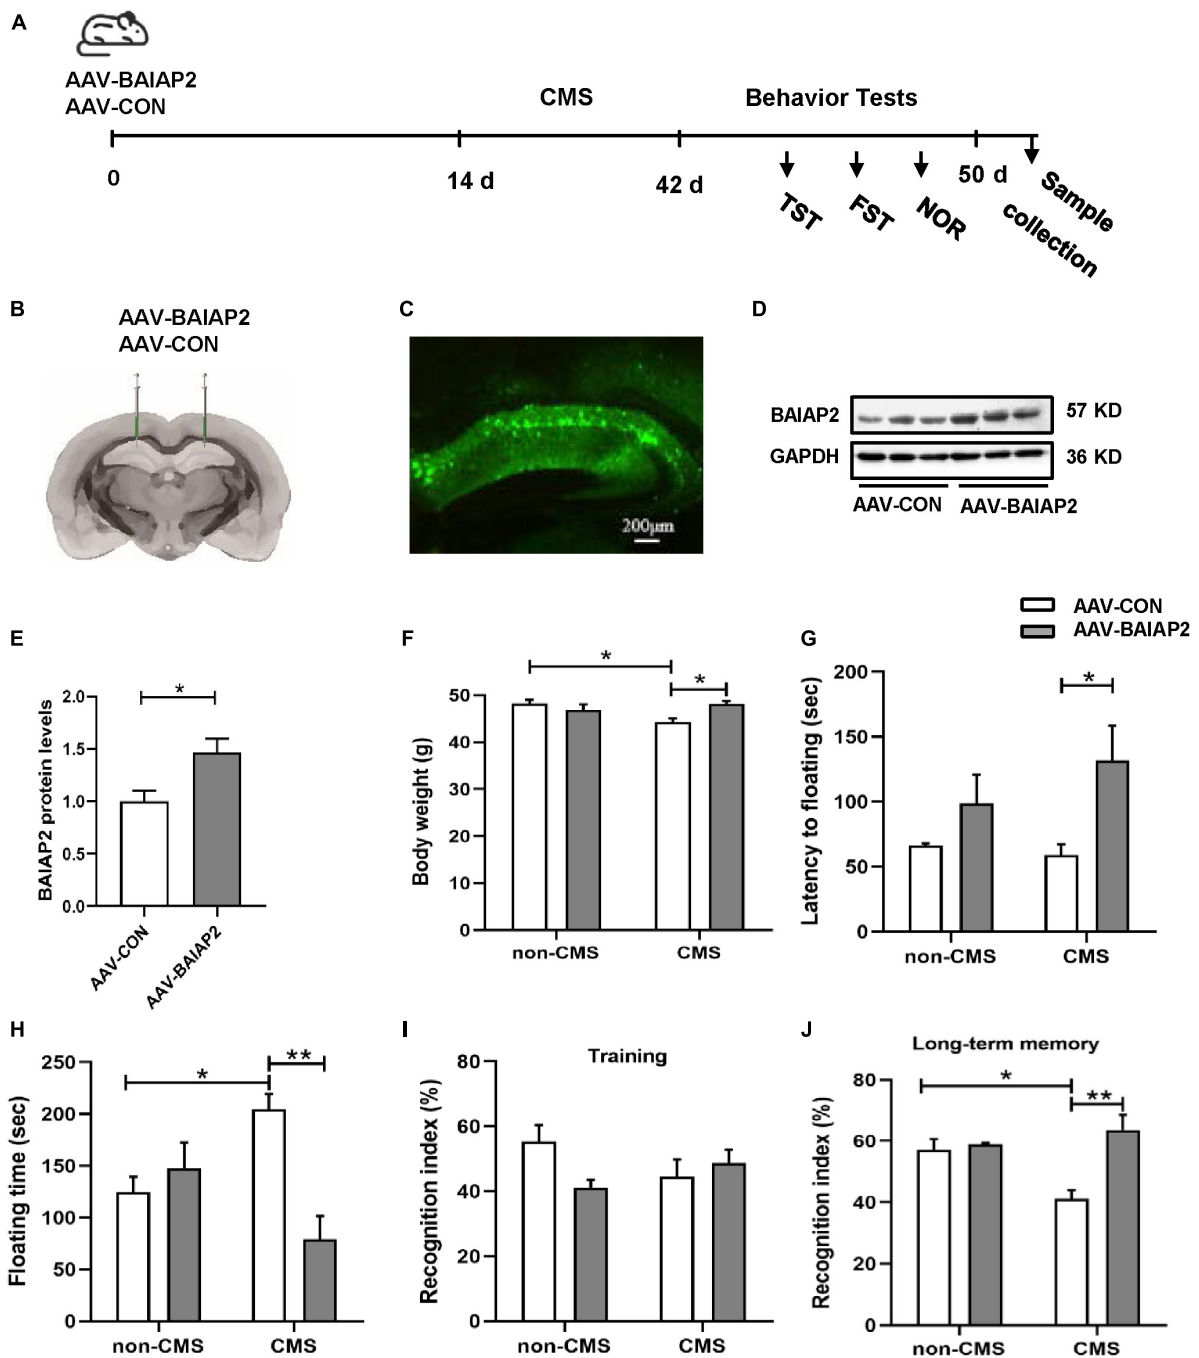 A
AAV-BAIAP2
AAV-CON
CMS
Behavior Tests
0
14 d
42 d
50 d
TST
FST
NOR
Sample
collection
B
AAV-BAIAP2
AAV-CON
C
200µm
D
BAIAP2
57 KD
GAPDH
36 KD
AAV-CON
AAV-BAIAP2
AAV-CON
AAV-BAIAP2
E
BAIAP2 protein levels
2.0
1.5
1.0
0.5
0.0
*
AAV-CON
AAV-BAIAP2
F
Body weight (g)
50
40
30
20
10
0
*
*
non-CMS
CMS
G
Latency to floating (sec)
200
150
100
50
0
*
non-CMS
CMS
H
Floating time (sec)
250
200
150
100
50
0
*
**
non-CMS
CMS
I
Training
Recognition index (%)
80
60
40
20
0
non-CMS
CMS
J
Long-term memory
Recognition index (%)
80
60
40
20
0
*
**
non-CMS
CMS